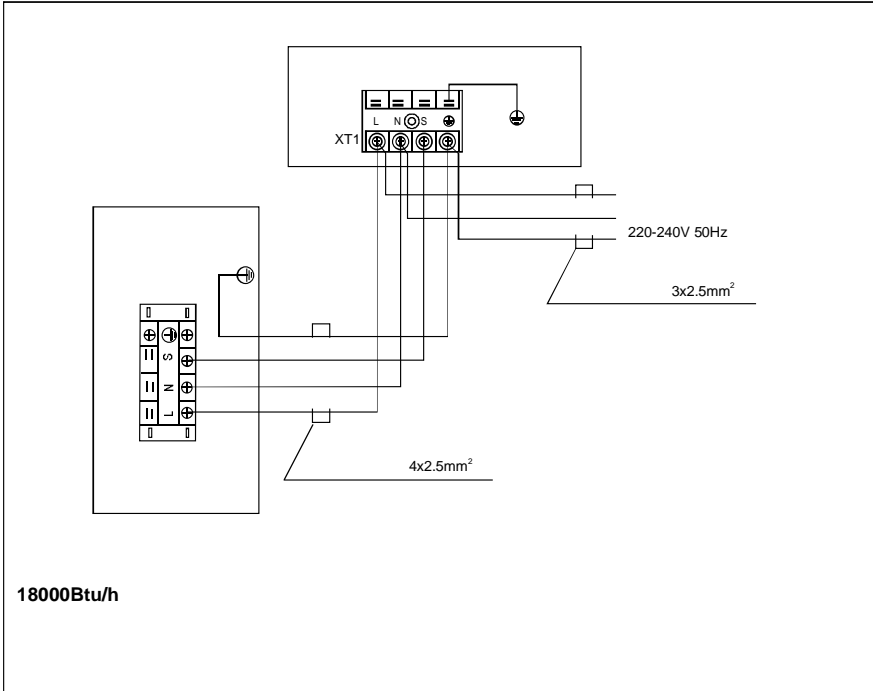 L N S
XT1
220-240V 50Hz
3x2.5mm²
S
N
L
4x2.5mm²
18000Btu/h